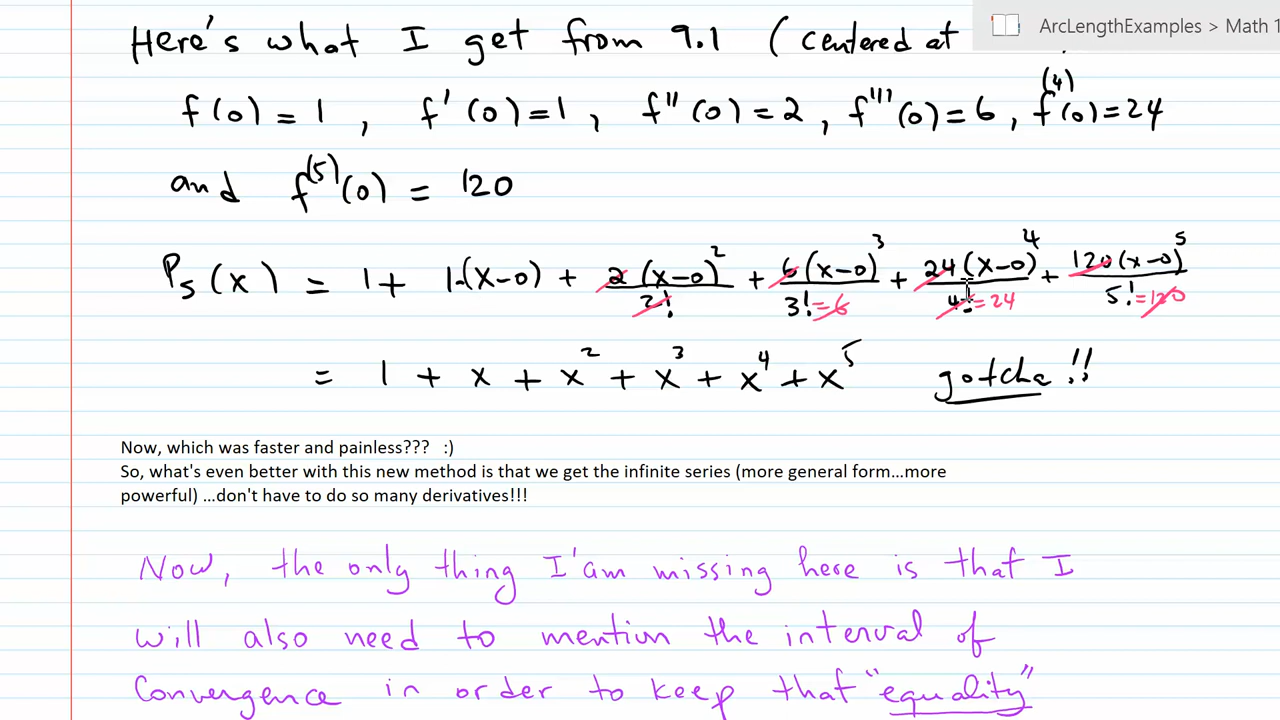 ArcLengthExamples > Math 1
Here's what I get from 9.1 (centered at
f(0) = 1 , f'(0)=1 , f''(0) = 2 , f'''(0)=6 , f^(4)(0)=24
and f^(5)(0) = 120
P5(x) = 1 + 1·(x-0) + 2(x-0)^2/2! + 6(x-0)^3/3!=6 + 24(x-0)^4/4!=24 + 120(x-0)^5/5!=120
= 1 + x + x^2 + x^3 + x^4 + x^5 gotcha!!
Now, which was faster and painless??? :)
So, what's even better with this new method is that we get the infinite series (more general form...more
powerful) ...don't have to do so many derivatives!!!
Now, the only thing I'am missing here is that I
will also need to mention the interval of
Convergence in order to keep that "equality"